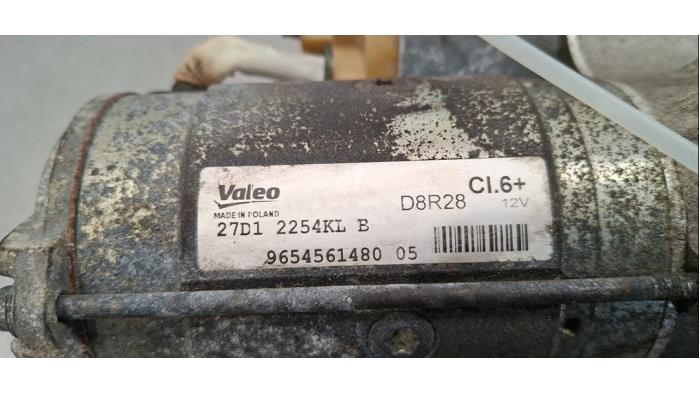 Valeo
MADE IN POLAND
D8R28
Cl.6+
12V
27D1 2254KL B
9654561480 05